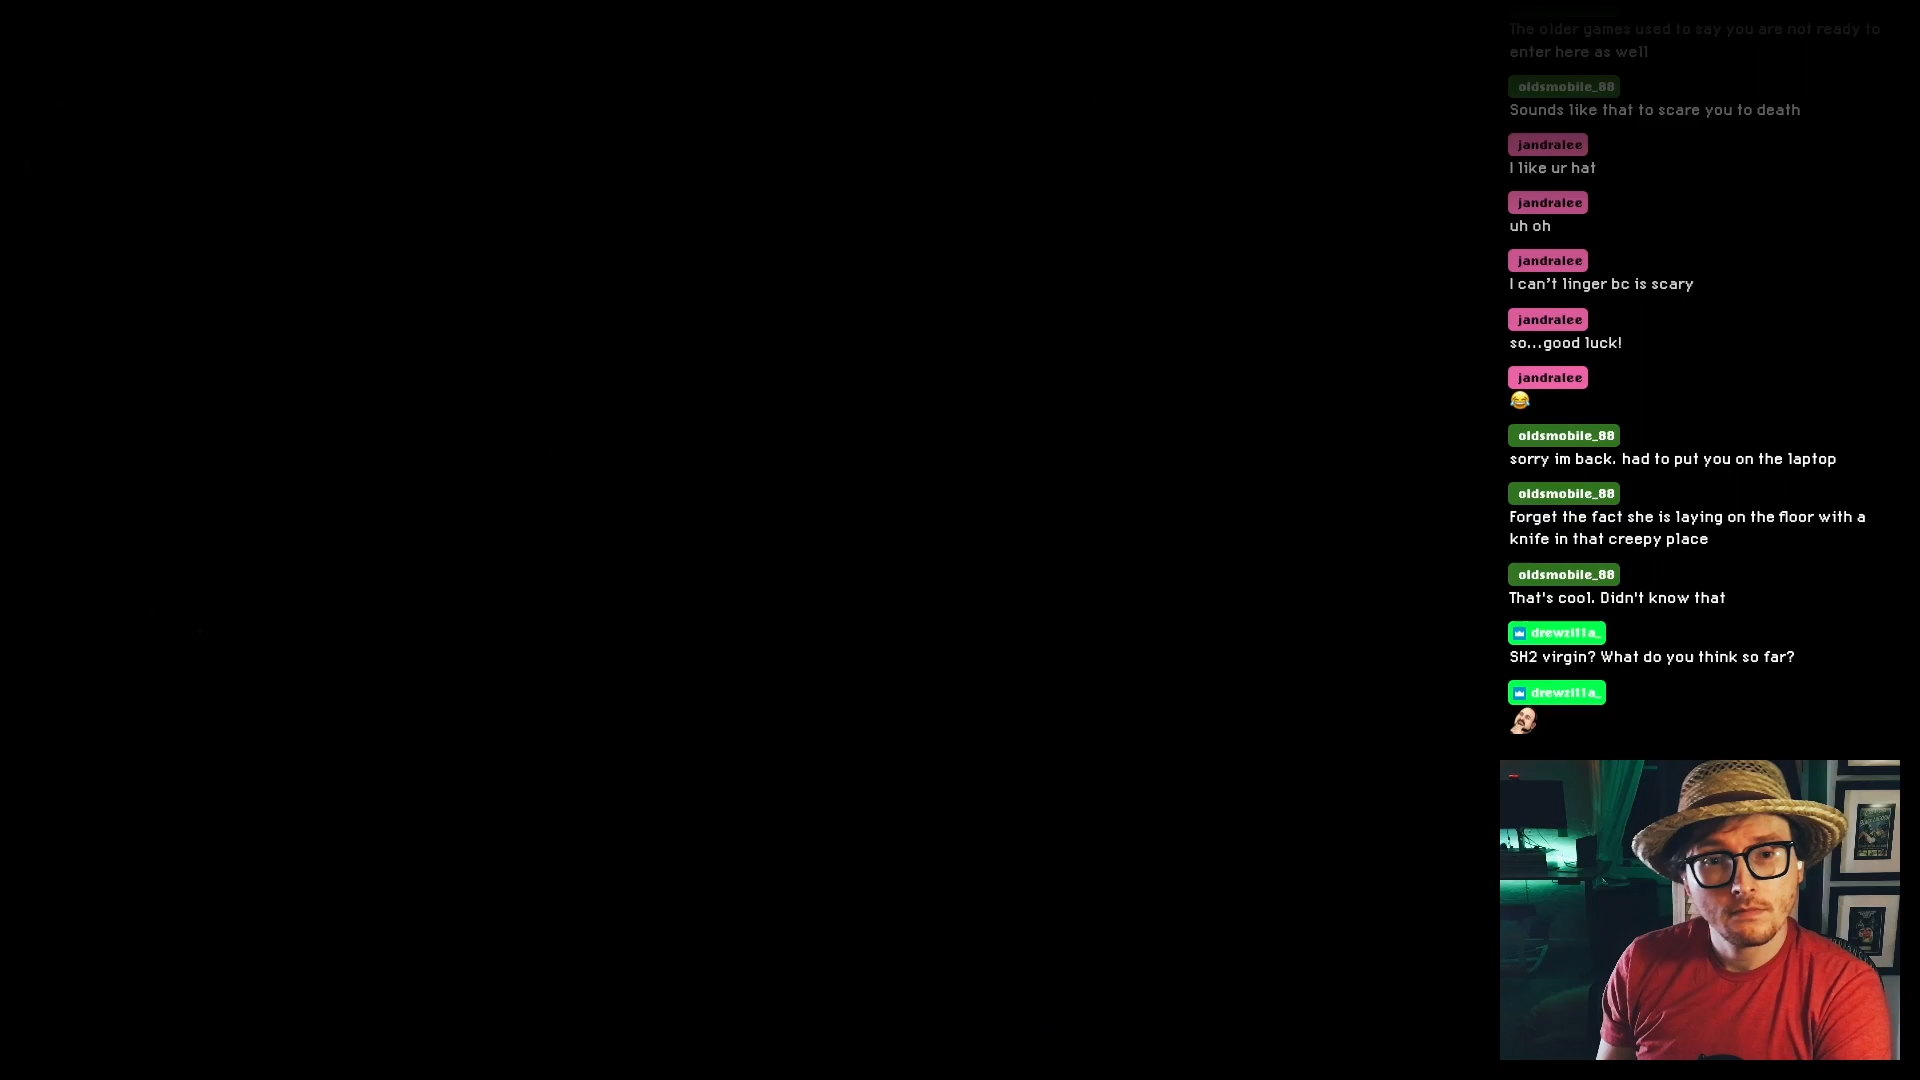 The older games used to say you are not ready to
enter here as well
oldsmobile_88
Sounds like that to scare you to death
jandralee
I like ur hat
jandralee
uh oh
jandralee
I can't linger bc is scary
jandralee
so...good luck!
jandralee
😂
oldsmobile_88
sorry im back. had to put you on the laptop
oldsmobile_88
Forget the fact she is laying on the floor with a
knife in that creepy place
oldsmobile_88
That's cool. Didn't know that
drewzi11a_
SH2 virgin? What do you think so far?
drewzi11a_